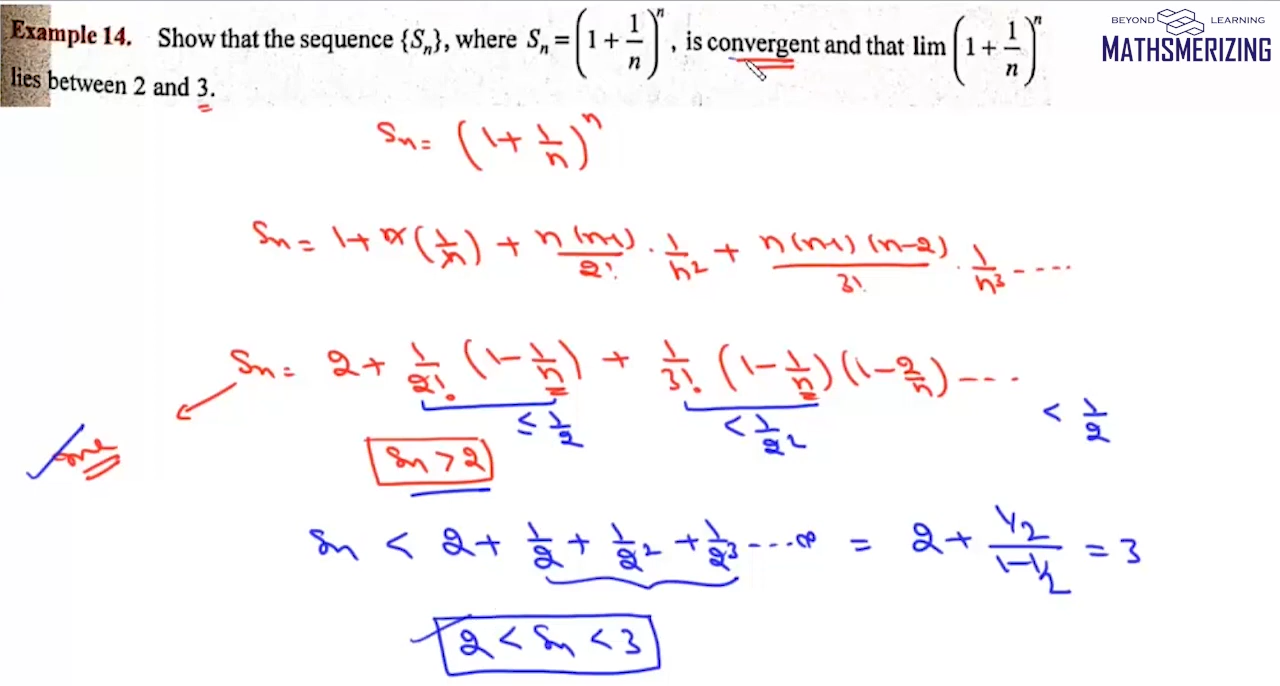 Example 14. Show that the sequence {Sₙ}, where Sₙ = (1 + 1/n)ⁿ, is convergent and that lim (1 + 1/n)ⁿ
lies between 2 and 3.
BEYOND LEARNING
MATHSMERIZING
Sn = (1 + 1/n)ⁿ
Sn = 1 + n(1/n) + n(n-1)/2! · 1/n² + n(n-1)(n-2)/3! · 1/n³ ----
Sn = 2 + 1/2! (1 - 1/n) + 1/3! (1 - 1/n)(1 - 2/n) ---
≤ 1/2 < 1/2² < 1/2
Sn > 2
Sn < 2 + 1/2 + 1/2² + 1/2³ ---∞ = 2 + (1/2)/(1 - 1/2) = 3
2 < Sn < 3